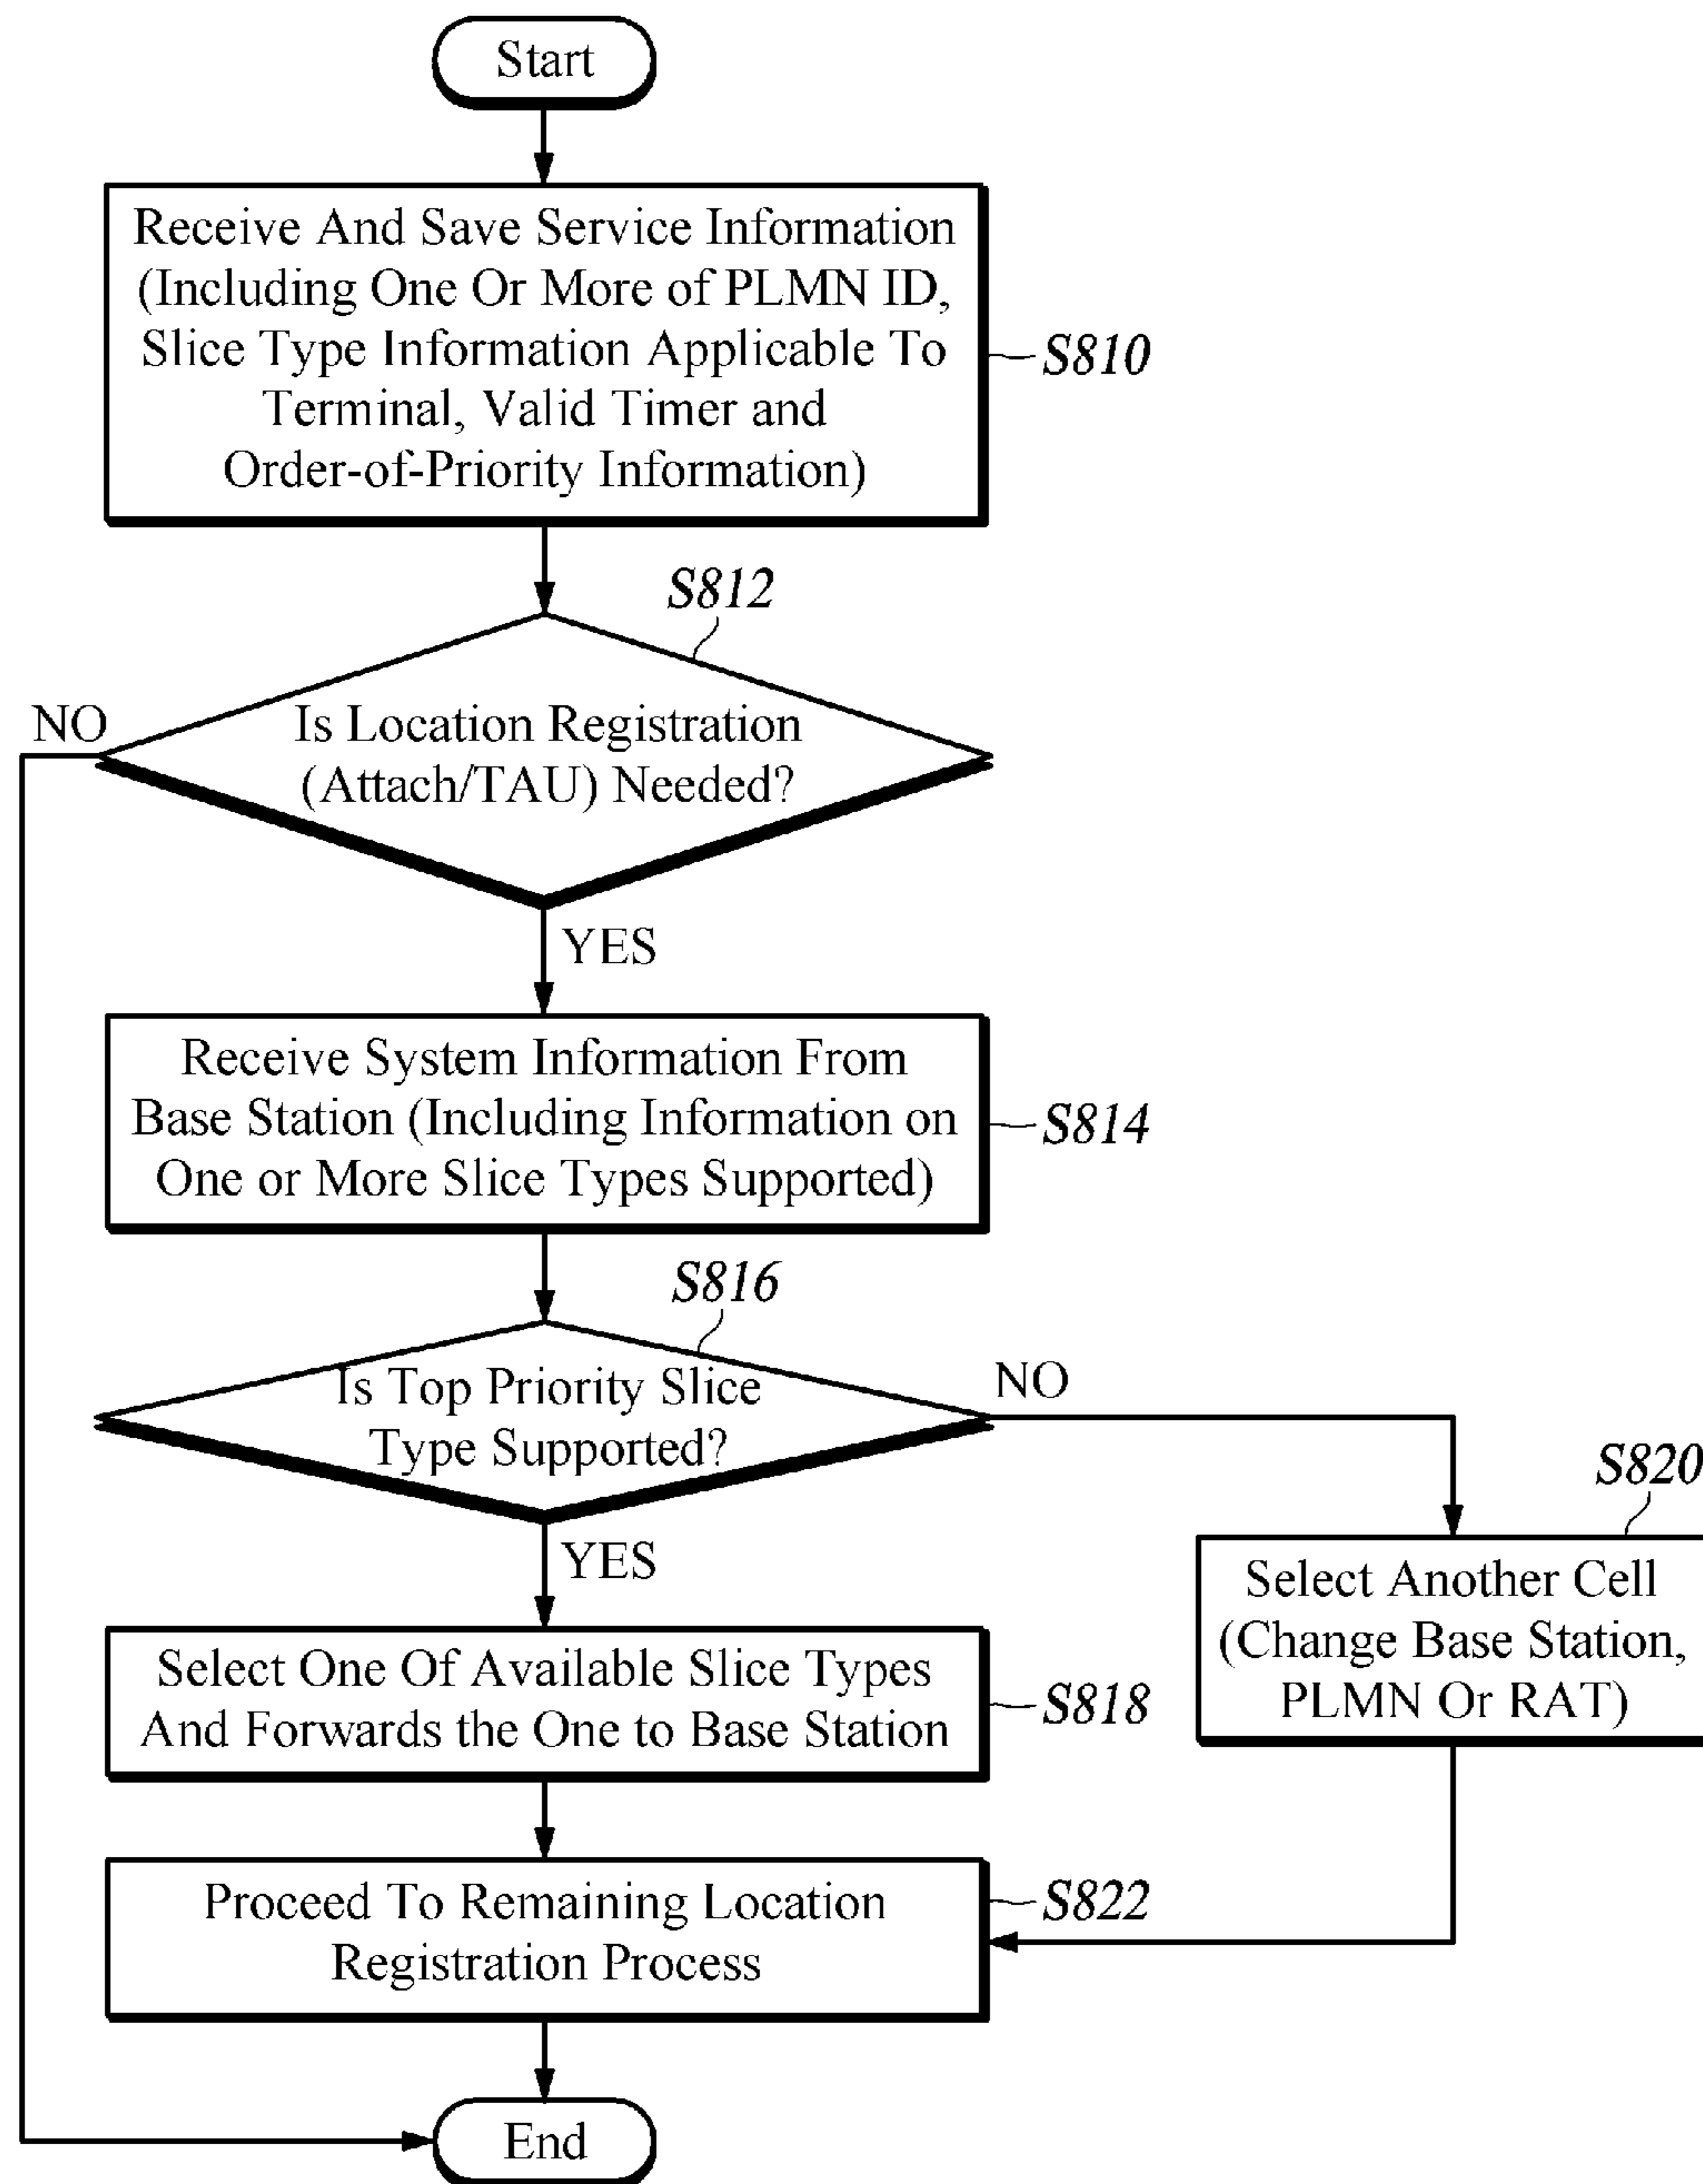 Start
Receive And Save Service Information
(Including One Or More of PLMN ID,
Slice Type Information Applicable To
Terminal, Valid Timer and
Order-of-Priority Information)
S810
S812
NO
Is Location Registration
(Attach/TAU) Needed?
YES
Receive System Information From
Base Station (Including Information on
One or More Slice Types Supported)
S814
S816
Is Top Priority Slice
Type Supported?
NO
YES
S820
Select Another Cell
(Change Base Station,
PLMN Or RAT)
Select One Of Available Slice Types
And Forwards the One to Base Station
S818
Proceed To Remaining Location
Registration Process
S822
End